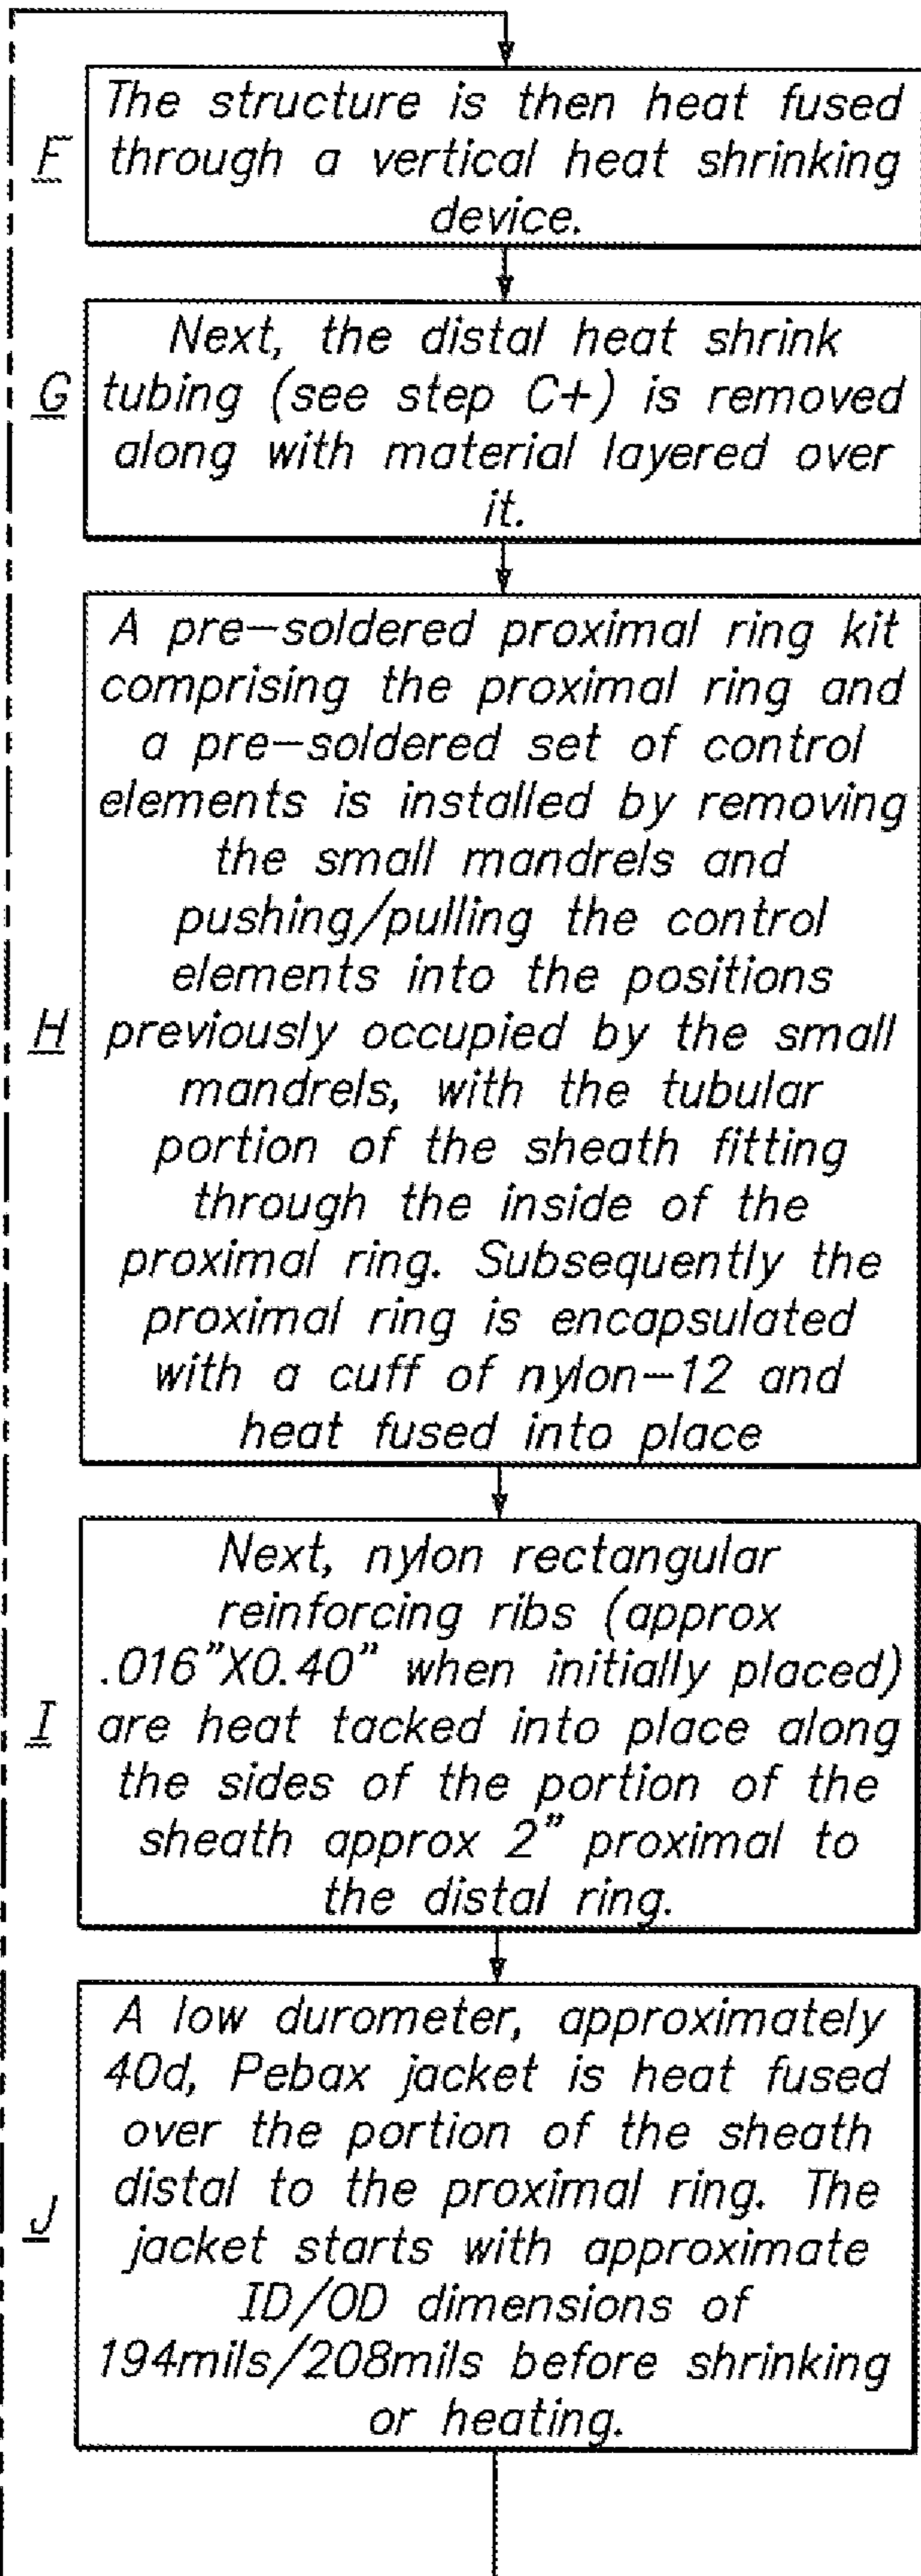 F
The structure is then heat fused
through a vertical heat shrinking
device.
G
Next, the distal heat shrink
tubing (see step C+) is removed
along with material layered over
it.
H
A pre-soldered proximal ring kit
comprising the proximal ring and
a pre-soldered set of control
elements is installed by removing
the small mandrels and
pushing/pulling the control
elements into the positions
previously occupied by the small
mandrels, with the tubular
portion of the sheath fitting
through the inside of the
proximal ring. Subsequently the
proximal ring is encapsulated
with a cuff of nylon-12 and
heat fused into place
I
Next, nylon rectangular
reinforcing ribs (approx
.016"X0.40" when initially placed)
are heat tacked into place along
the sides of the portion of the
sheath approx 2" proximal to
the distal ring.
J
A low durometer, approximately
40d, Pebax jacket is heat fused
over the portion of the sheath
distal to the proximal ring. The
jacket starts with approximate
ID/OD dimensions of
194mils/208mils before shrinking
or heating.